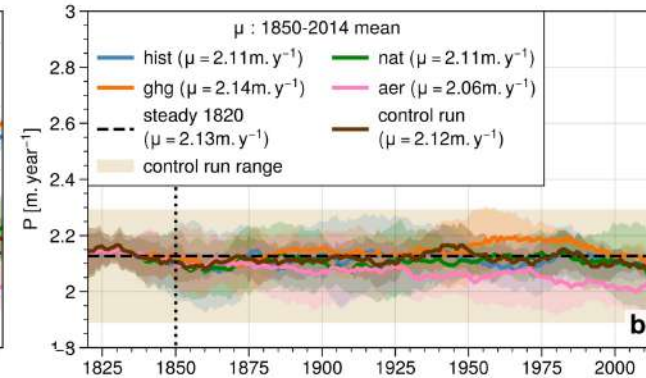 μ : 1850-2014 mean
hist (μ = 2.11m. y⁻¹)
nat (μ = 2.11m. y⁻¹)
ghg (μ = 2.14m. y⁻¹)
aer (μ = 2.06m. y⁻¹)
steady 1820
(μ = 2.13m. y⁻¹)
control run
(μ = 2.12m. y⁻¹)
control run range
P [m. year⁻¹]
3
2.8
2.6
2.4
2.2
2
1.8
b
1825
1850
1875
1900
1925
1950
1975
2000